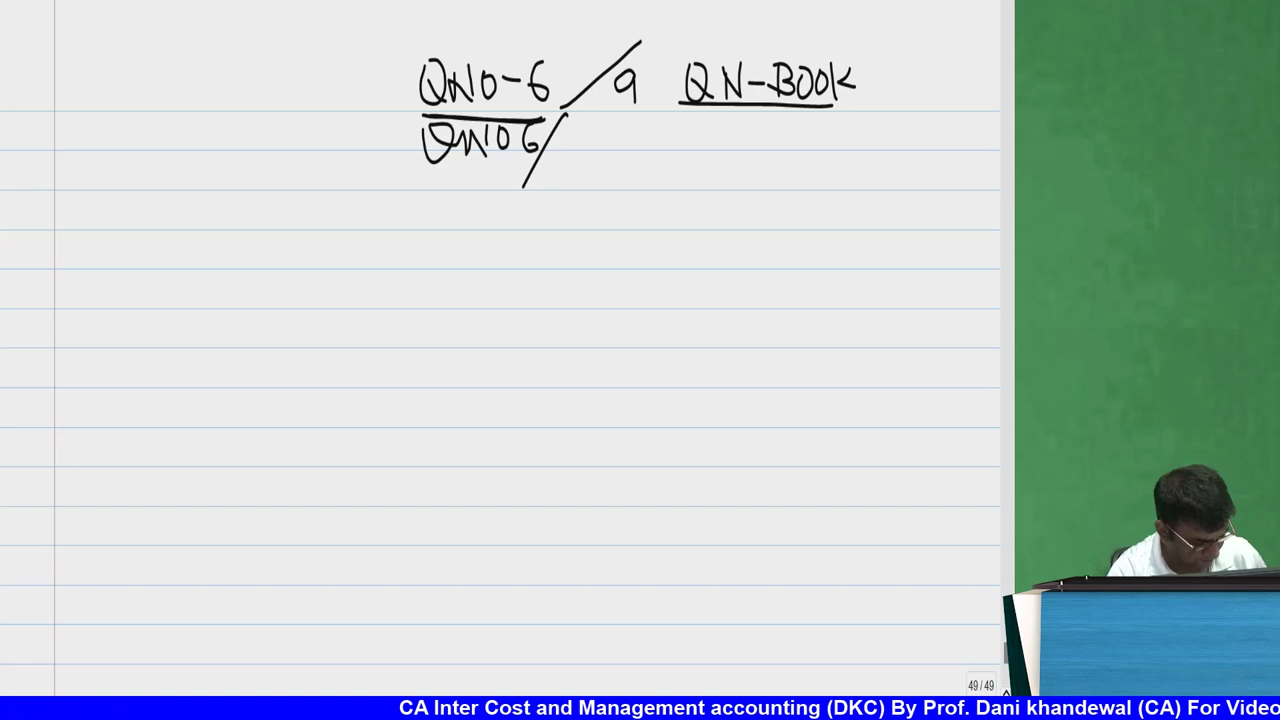 QNO-6/9 QN-BOOK
QNO 6/
49/49
CA Inter Cost and Management accounting (DKC) By Prof. Dani khandewal (CA) For Video